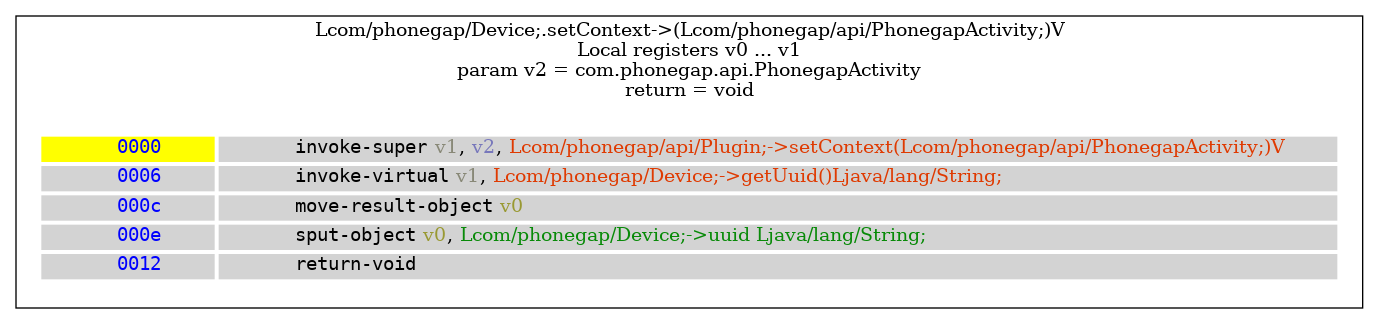 Lcom/phonegap/Device;.setContext->(Lcom/phonegap/api/PhonegapActivity;)V
Local registers v0 ... v1
param v2 = com.phonegap.api.PhonegapActivity
return = void
0000 invoke-super v1, v2, Lcom/phonegap/api/Plugin;->setContext(Lcom/phonegap/api/PhonegapActivity;)V
0006 invoke-virtual v1, Lcom/phonegap/Device;->getUuid()Ljava/lang/String;
000c move-result-object v0
000e sput-object v0, Lcom/phonegap/Device;->uuid Ljava/lang/String;
0012 return-void